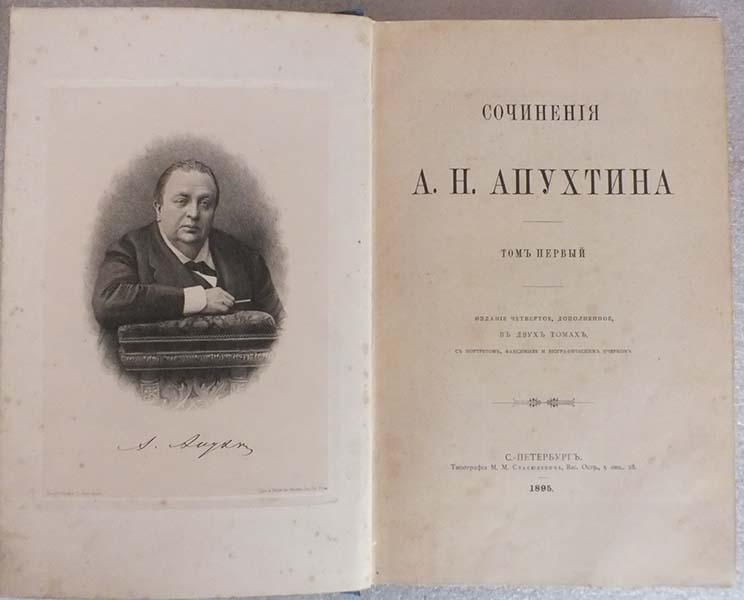 А. Апухтин
СОЧИНЕНІЯ
А. Н. АПУХТИНА
ТОМЪ ПЕРВЫЙ
ИЗДАНІЕ ЧЕТВЕРТОЕ, ДОПОЛНЕННОЕ,
ВЪ ДВУХЪ ТОМАХЪ,
СЪ ПОРТРЕТОМЪ, ФАКСИМИЛЕ И БІОГРАФИЧЕСКИМЪ ОЧЕРКОМЪ
С.-ПЕТЕРБУРГЪ.
Типографія М. М. Стасюлевича, Вас. Остр., 5 лин., 28.
1895.